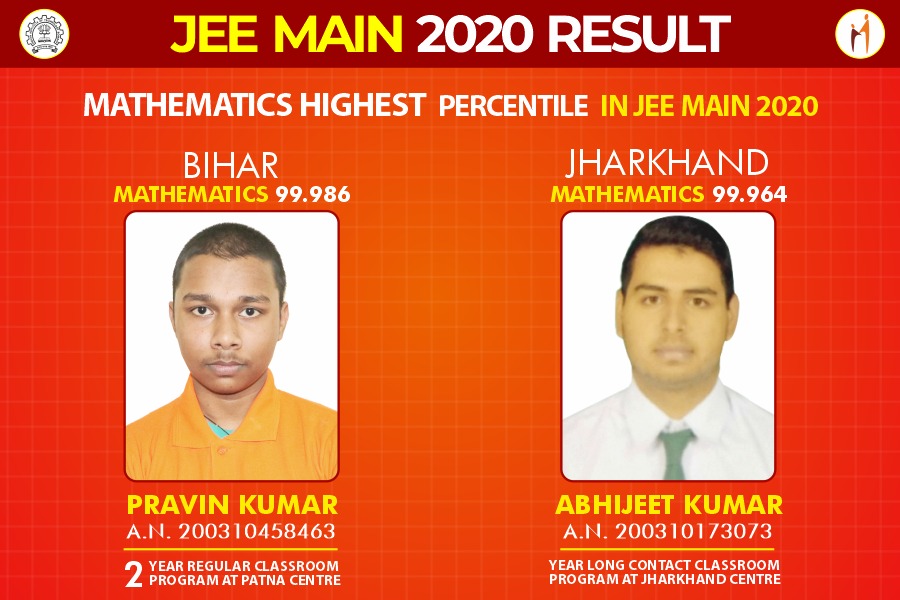 JEE MAIN 2020 RESULT
MATHEMATICS HIGHEST PERCENTILE IN JEE MAIN 2020
BIHAR
MATHEMATICS 99.986
PRAVIN KUMAR
A.N. 200310458463
2 YEAR REGULAR CLASSROOM
PROGRAM AT PATNA CENTRE
JHARKHAND
MATHEMATICS 99.964
ABHIJEET KUMAR
A.N. 200310173073
YEAR LONG CONTACT CLASSROOM
PROGRAM AT JHARKHAND CENTRE